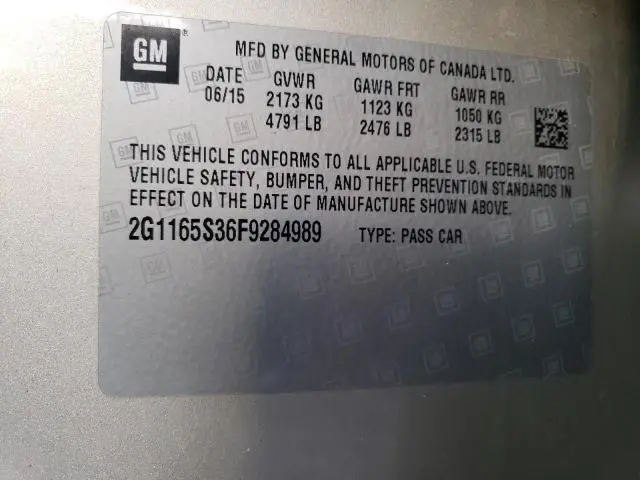 GM ®
MFD BY GENERAL MOTORS OF CANADA LTD.
DATE GVWR GAWR FRT GAWR RR
06/15 2173 KG 1123 KG 1050 KG
4791 LB 2476 LB 2315 LB
THIS VEHICLE CONFORMS TO ALL APPLICABLE U.S. FEDERAL MOTOR
VEHICLE SAFETY, BUMPER, AND THEFT PREVENTION STANDARDS IN
EFFECT ON THE DATE OF MANUFACTURE SHOWN ABOVE.
2G1165S36F9284989 TYPE: PASS CAR